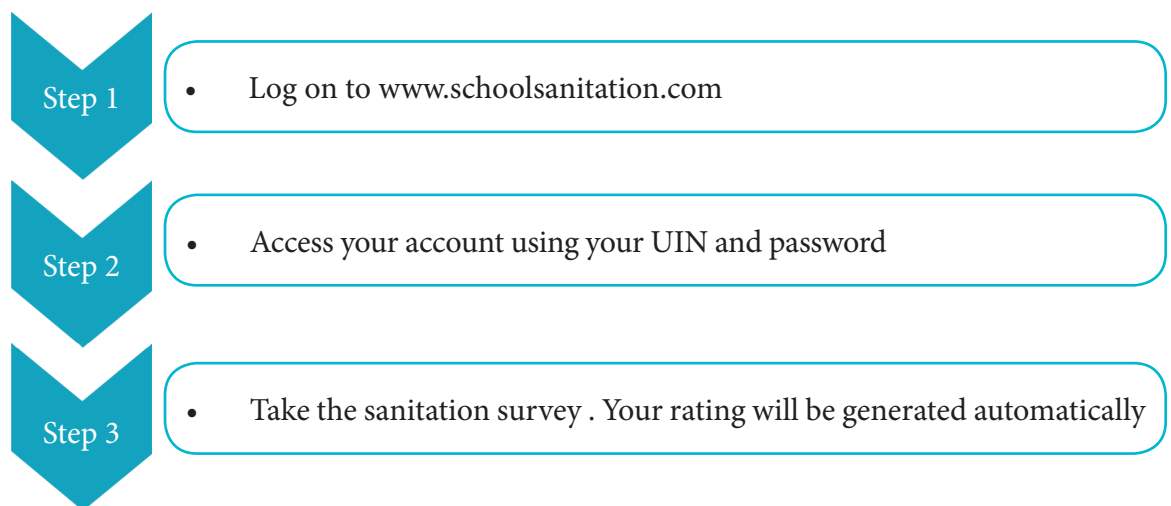 Step 1
• Log on to www.schoolsanitation.com
Step 2
• Access your account using your UIN and password
Step 3
• Take the sanitation survey . Your rating will be generated automatically